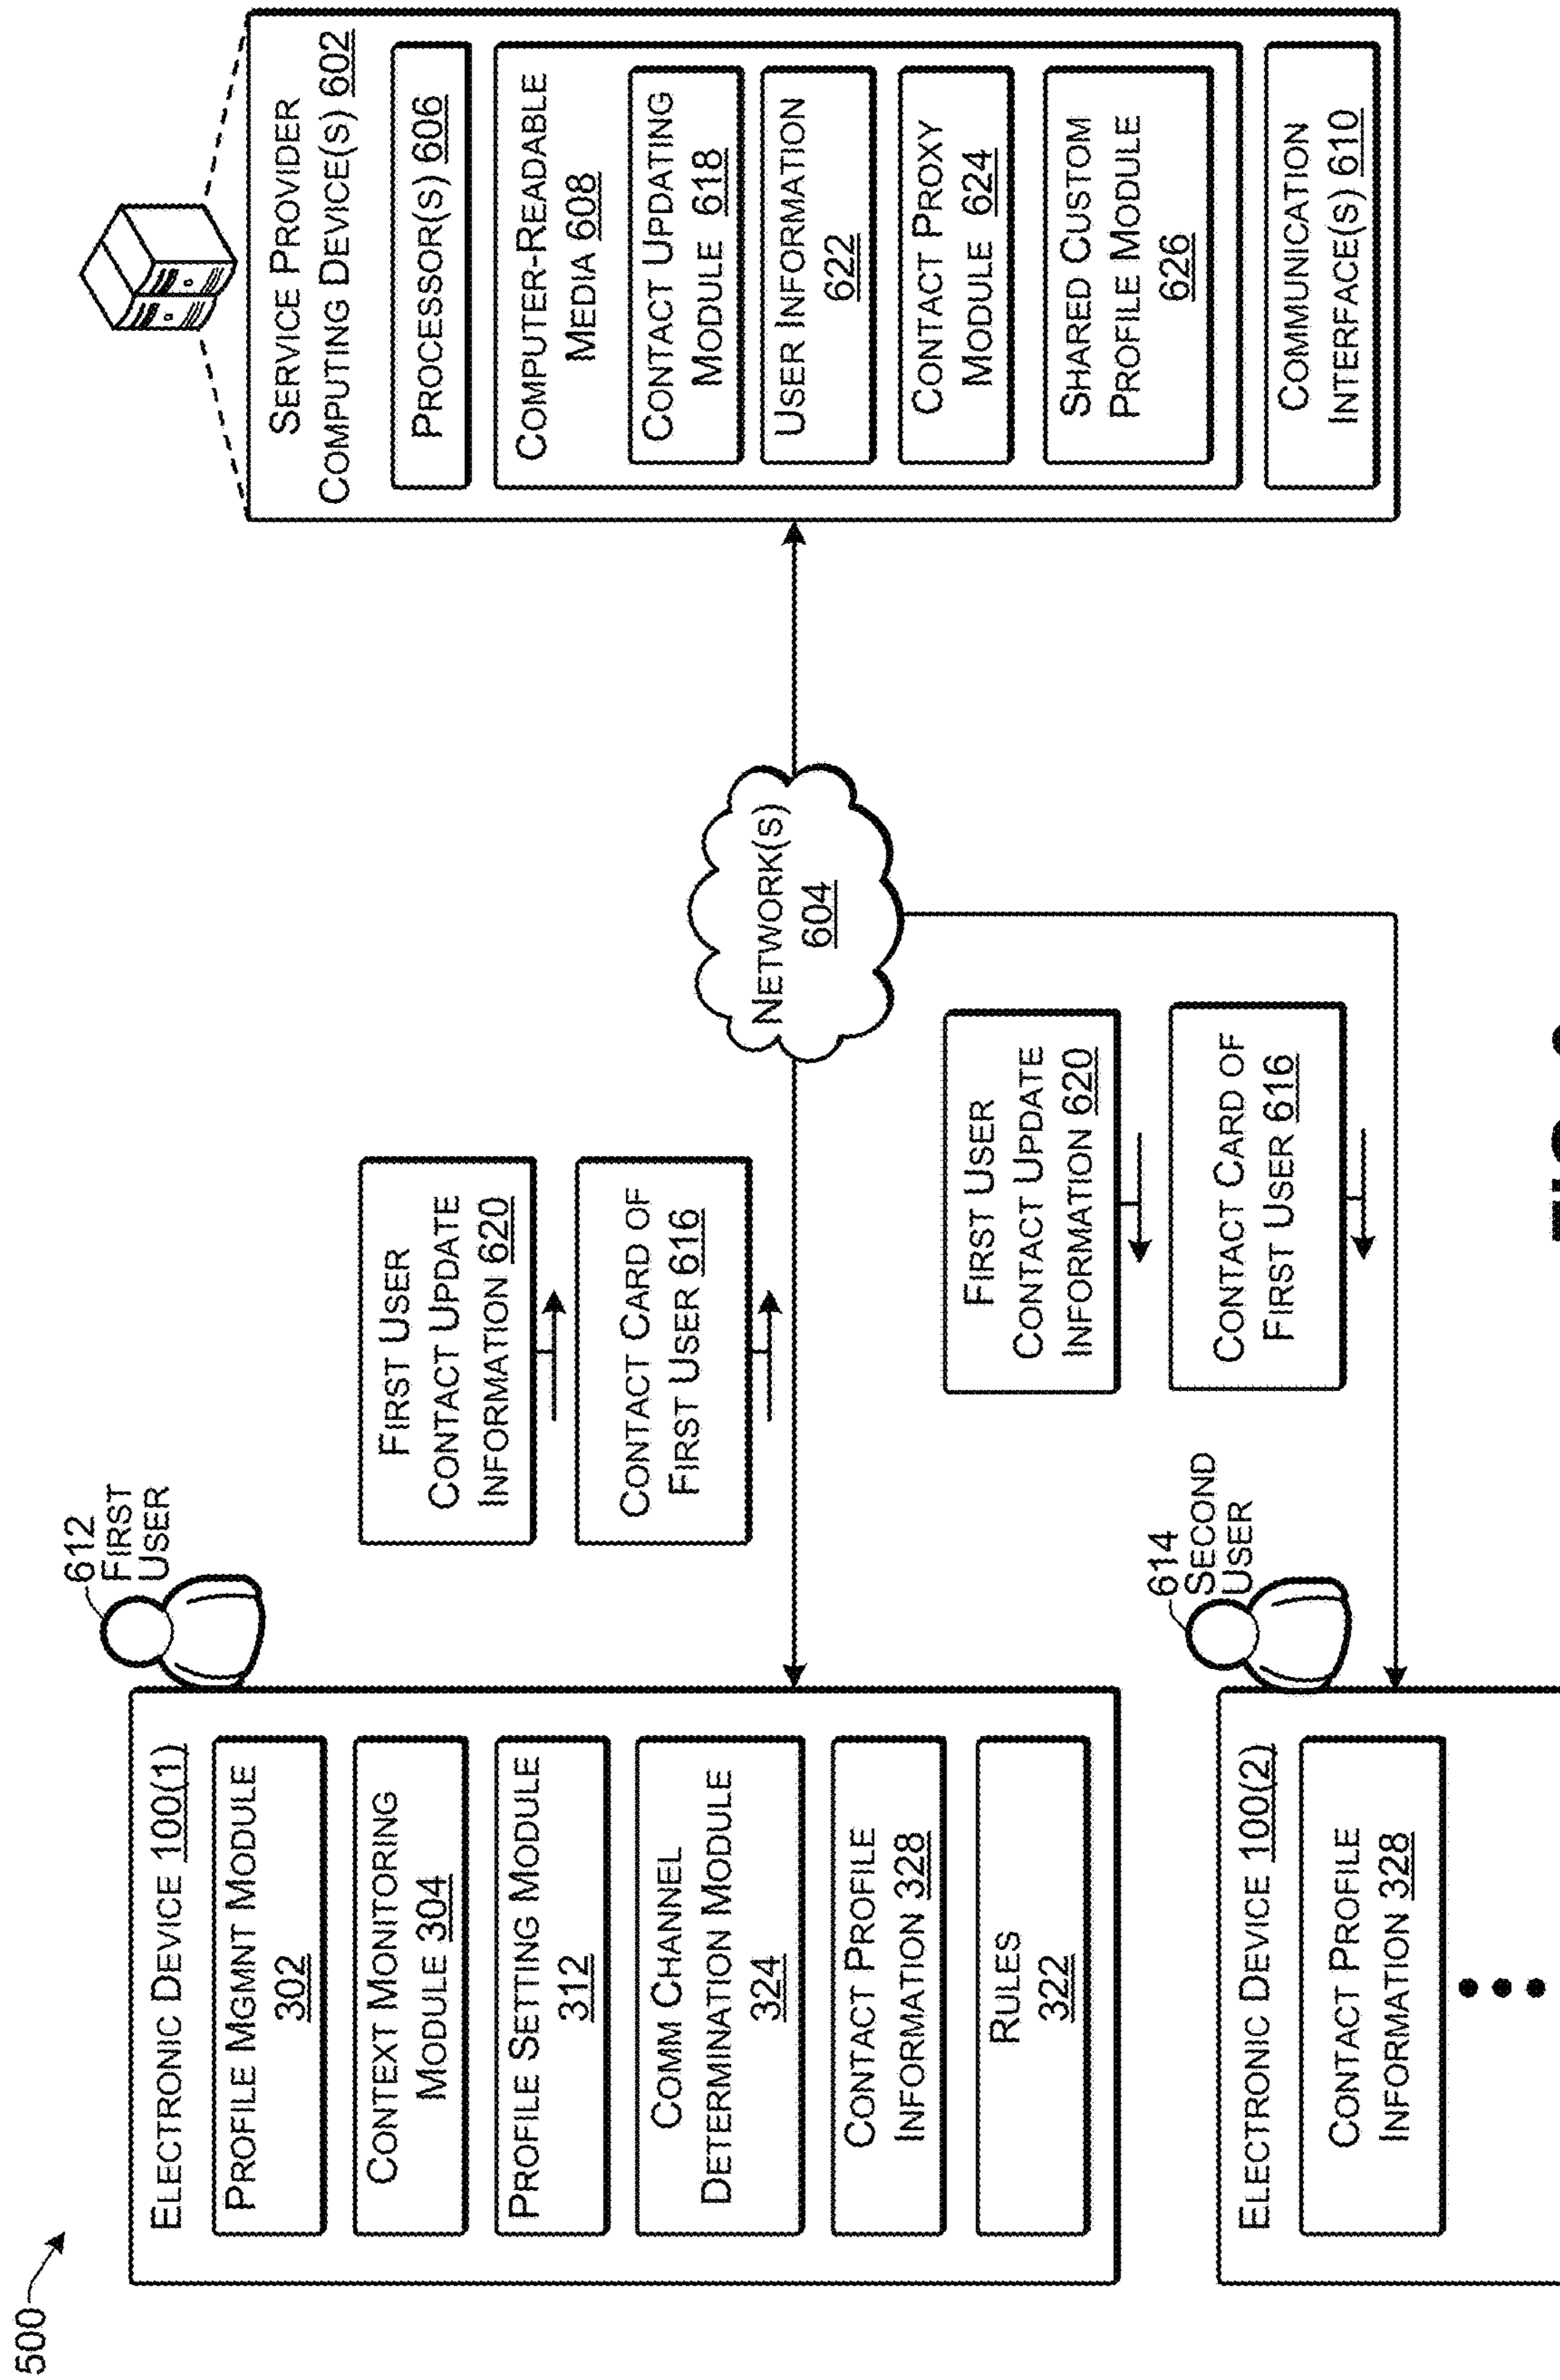 500
612
FIRST
USER
ELECTRONIC DEVICE 100(1)
PROFILE MGMNT MODULE
302
CONTEXT MONITORING
MODULE 304
PROFILE SETTING MODULE
312
COMM CHANNEL
DETERMINATION MODULE
324
CONTACT PROFILE
INFORMATION 328
RULES
322
FIRST USER
CONTACT UPDATE
INFORMATION 620
CONTACT CARD OF
FIRST USER 616
NETWORK(S)
604
SERVICE PROVIDER
COMPUTING DEVICE(S) 602
PROCESSOR(S) 606
COMPUTER-READABLE
MEDIA 608
CONTACT UPDATING
MODULE 618
USER INFORMATION
622
CONTACT PROXY
MODULE 624
SHARED CUSTOM
PROFILE MODULE
626
COMMUNICATION
INTERFACE(S) 610
614
SECOND
USER
ELECTRONIC DEVICE 100(2)
CONTACT PROFILE
INFORMATION 328
FIRST USER
CONTACT UPDATE
INFORMATION 620
CONTACT CARD OF
FIRST USER 616